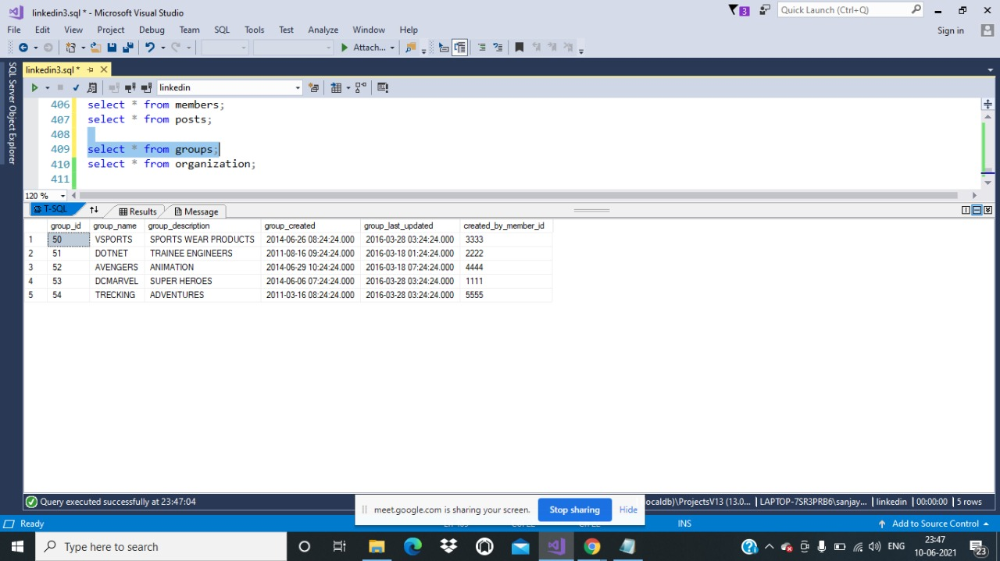 linkedin3.sql * - Microsoft Visual Studio
3
Quick Launch (Ctrl+Q)
File Edit View Project Debug Team SQL Tools Test Analyze Window Help
Sign in
Attach...
SQL Server Object Explorer
linkedin3.sql *
linkedin
406 select * from members;
407 select * from posts;
408
409 select * from groups;
410 select * from organization;
411
120 %
T-SQL Results Message
group_id group_name group_description group_created group_last_updated created_by_member_id
1 50 VSPORTS SPORTS WEAR PRODUCTS 2014-06-26 08:24:24.000 2016-03-28 03:24:24.000 3333
2 51 DOTNET TRAINEE ENGINEERS 2011-08-16 09:24:24.000 2016-03-18 01:24:24.000 2222
3 52 AVENGERS ANIMATION 2014-06-29 10:24:24.000 2016-03-18 07:24:24.000 4444
4 53 DCMARVEL SUPER HEROES 2014-06-06 07:24:24.000 2016-03-28 03:24:24.000 1111
5 54 TRECKING ADVENTURES 2011-03-16 08:24:24.000 2016-03-28 03:24:24.000 5555
Query executed successfully at 23:47:04
ocaldb)\ProjectsV13 (13.0... LAPTOP-7SR3PRB6\sanjay... linkedin 00:00:00 5 rows
meet.google.com is sharing your screen. Stop sharing Hide
Ready
INS
Add to Source Control
Type here to search
ENG
23:47
10-06-2021
23